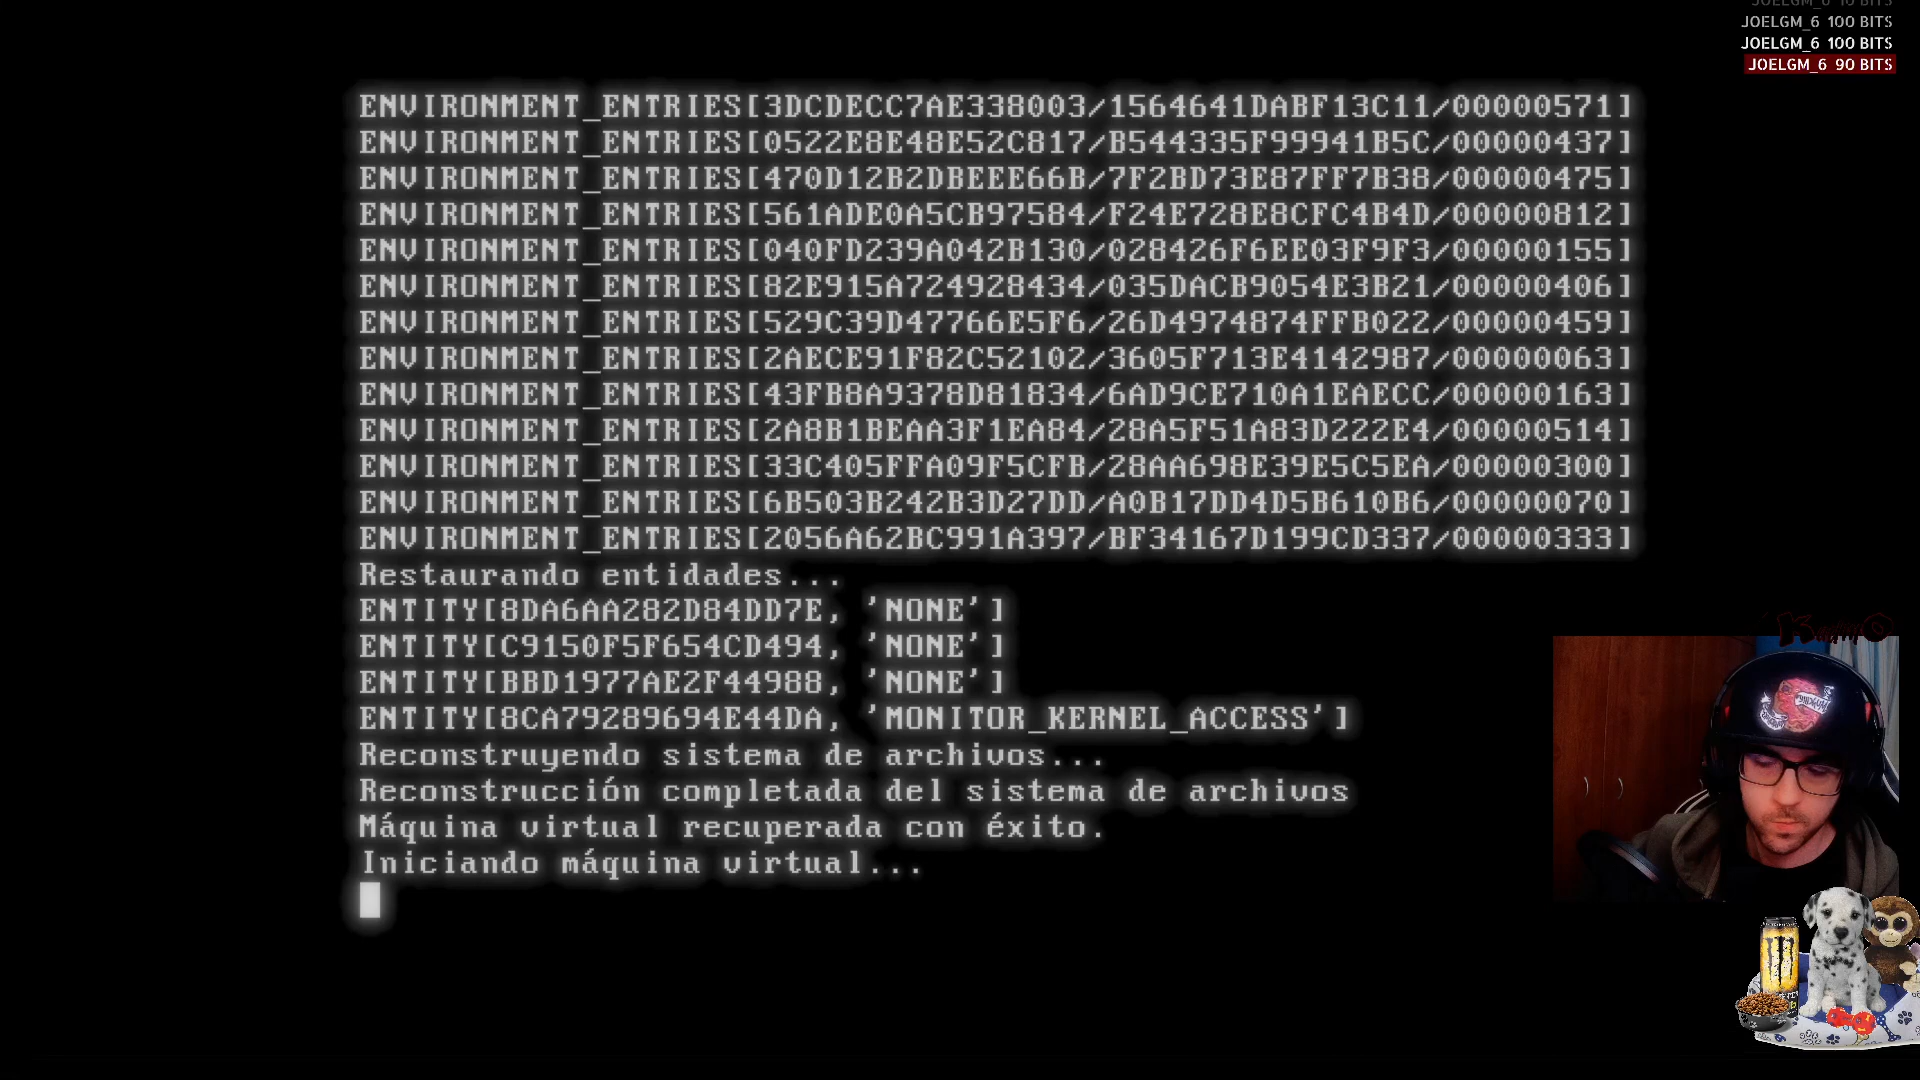 JOELGM_6 10 BITS
JOELGM_6 100 BITS
JOELGM_6 100 BITS
JOELGM_6 90 BITS
ENVIRONMENT_ENTRIES[3DCDECC7AE338003/1564641DABF13C11/00000571]
ENVIRONMENT_ENTRIES[0522E8E48E52C817/B544335F99941B5C/00000437]
ENVIRONMENT_ENTRIES[470D12B2DBEEE66B/7F2BD73E87FF7B38/00000475]
ENVIRONMENT_ENTRIES[561ADE0A5CB97584/F24E728E8CFC4B4D/00000812]
ENVIRONMENT_ENTRIES[040FD239A042B130/028426F6EE03F9F3/00000155]
ENVIRONMENT_ENTRIES[82E915A724928434/035DACB9054E3B21/00000406]
ENVIRONMENT_ENTRIES[529C39D47766E5F6/26D4974874FFB022/00000459]
ENVIRONMENT_ENTRIES[2AECE91F82C52102/3605F713E4142987/00000063]
ENVIRONMENT_ENTRIES[43FB8A9378D81834/6AD9CE710A1EAECC/00000163]
ENVIRONMENT_ENTRIES[2A8B1BEAA3F1EA84/28A5F51A83D222E4/00000514]
ENVIRONMENT_ENTRIES[33C405FFA09F5CFB/28AA698E39E5C5EA/00000300]
ENVIRONMENT_ENTRIES[6B503B242B3D27DD/A0B17DD4D5B610B6/00000070]
ENVIRONMENT_ENTRIES[2056A62BC991A397/BF34167D199CD337/00000333]
Restaurando entidades...
ENTITY[8DA6AA282D84DD7E, 'NONE']
ENTITY[C9150F5F654CD494, 'NONE']
ENTITY[BBD1977AE2F44988, 'NONE']
ENTITY[8CA79289694E44DA, 'MONITOR_KERNEL_ACCESS']
Reconstruyendo sistema de archivos...
Reconstrucción completada del sistema de archivos
Máquina virtual recuperada con éxito.
Iniciando máquina virtual...